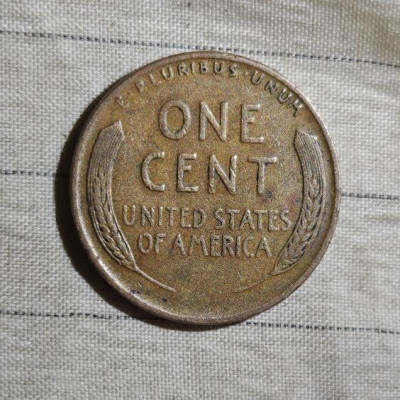 E·PLURIBUS·UNUM
ONE
CENT
UNITED STATES
OF AMERICA